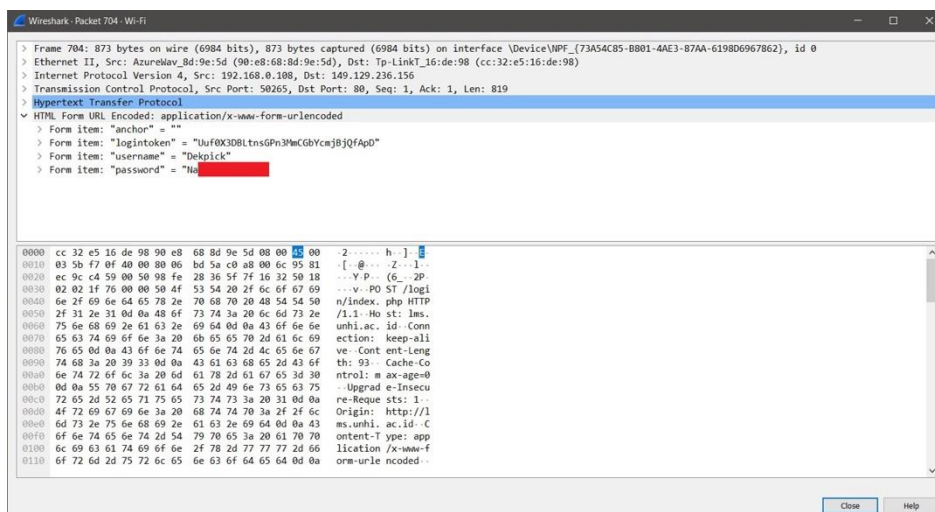 Wireshark · Packet 704 · Wi-Fi
> Frame 704: 873 bytes on wire (6984 bits), 873 bytes captured (6984 bits) on interface \Device\NPF_{73A54C85-B801-4AE3-87AA-6198D6967862}, id 0
> Ethernet II, Src: AzureWav_8d:9e:5d (90:e8:68:8d:9e:5d), Dst: Tp-LinkT_16:de:98 (cc:32:e5:16:de:98)
> Internet Protocol Version 4, Src: 192.168.0.108, Dst: 149.129.236.156
> Transmission Control Protocol, Src Port: 50265, Dst Port: 80, Seq: 1, Ack: 1, Len: 819
> Hypertext Transfer Protocol
HTML Form URL Encoded: application/x-www-form-urlencoded
> Form item: "anchor" = ""
> Form item: "logintoken" = "Uuf0X3DBLtnsGPn3MmCGbYcmjBjQfApD"
> Form item: "username" = "Dekpick"
> Form item: "password" = "Na
0000 cc 32 e5 16 de 98 90 e8 68 8d 9e 5d 08 00 45 00 ·2······ h··]··E·
0010 03 5b f7 0f 40 00 80 06 bd 5a c0 a8 00 6c 95 81 ·[··@··· ·Z···l··
0020 ec 9c c4 59 00 50 98 fe 28 36 5f 7f 16 32 50 18 ···Y·P·· (6_··2P·
0030 02 02 1f 76 00 00 50 4f 53 54 20 2f 6c 6f 67 69 ···v··PO ST /logi
0040 6e 2f 69 6e 64 65 78 2e 70 68 70 20 48 54 54 50 n/index. php HTTP
0050 2f 31 2e 31 0d 0a 48 6f 73 74 3a 20 6c 6d 73 2e /1.1··Ho st: lms.
0060 75 6e 68 69 2e 61 63 2e 69 64 0d 0a 43 6f 6e 6e unhi.ac. id··Conn
0070 65 63 74 69 6f 6e 3a 20 6b 65 65 70 2d 61 6c 69 ection: keep-ali
0080 76 65 0d 0a 43 6f 6e 74 65 6e 74 2d 4c 65 6e 67 ve··Cont ent-Leng
0090 74 68 3a 20 39 33 0d 0a 43 61 63 68 65 2d 43 6f th: 93·· Cache-Co
00a0 6e 74 72 6f 6c 3a 20 6d 61 78 2d 61 67 65 3d 30 ntrol: m ax-age=0
00b0 0d 0a 55 70 67 72 61 64 65 2d 49 6e 73 65 63 75 ··Upgrad e-Insecu
00c0 72 65 2d 52 65 71 75 65 73 74 73 3a 20 31 0d 0a re-Reque sts: 1··
00d0 4f 72 69 67 69 6e 3a 20 68 74 74 70 3a 2f 2f 6c Origin: http://l
00e0 6d 73 2e 75 6e 68 69 2e 61 63 2e 69 64 0d 0a 43 ms.unhi. ac.id··C
00f0 6f 6e 74 65 6e 74 2d 54 79 70 65 3a 20 61 70 70 ontent-T ype: app
0100 6c 69 63 61 74 69 6f 6e 2f 78 2d 77 77 77 2d 66 lication /x-www-f
0110 6f 72 6d 2d 75 72 6c 65 6e 63 6f 64 65 64 0d 0a orm-urle ncoded··
Close Help